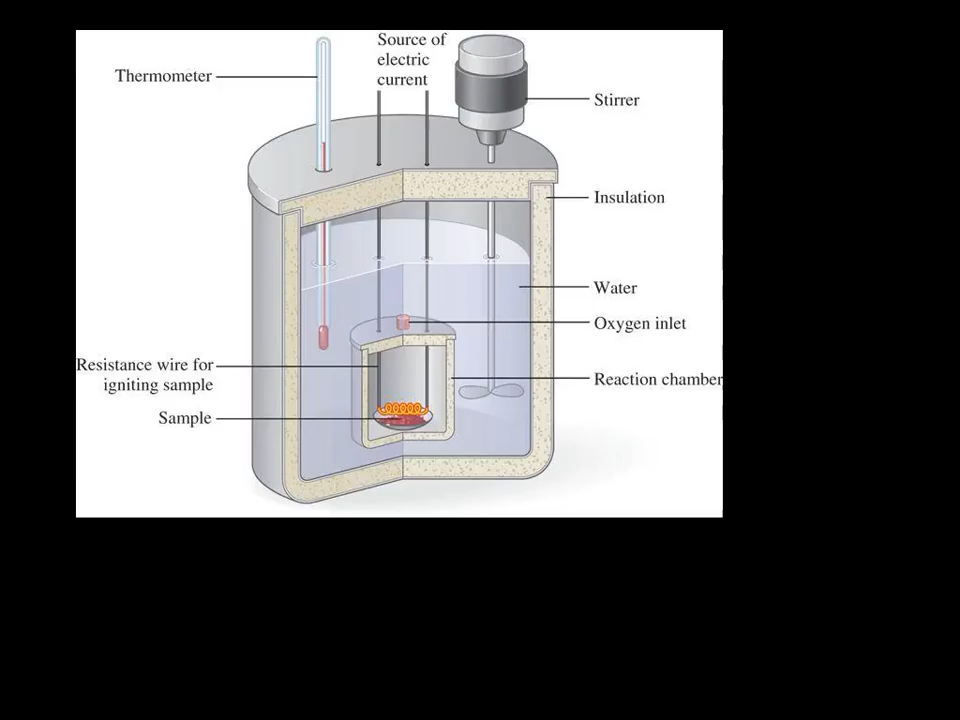 Source of
electric
current
Thermometer
Stirrer
Insulation
Water
Oxygen inlet
Resistance wire for
igniting sample
Reaction chamber
Sample